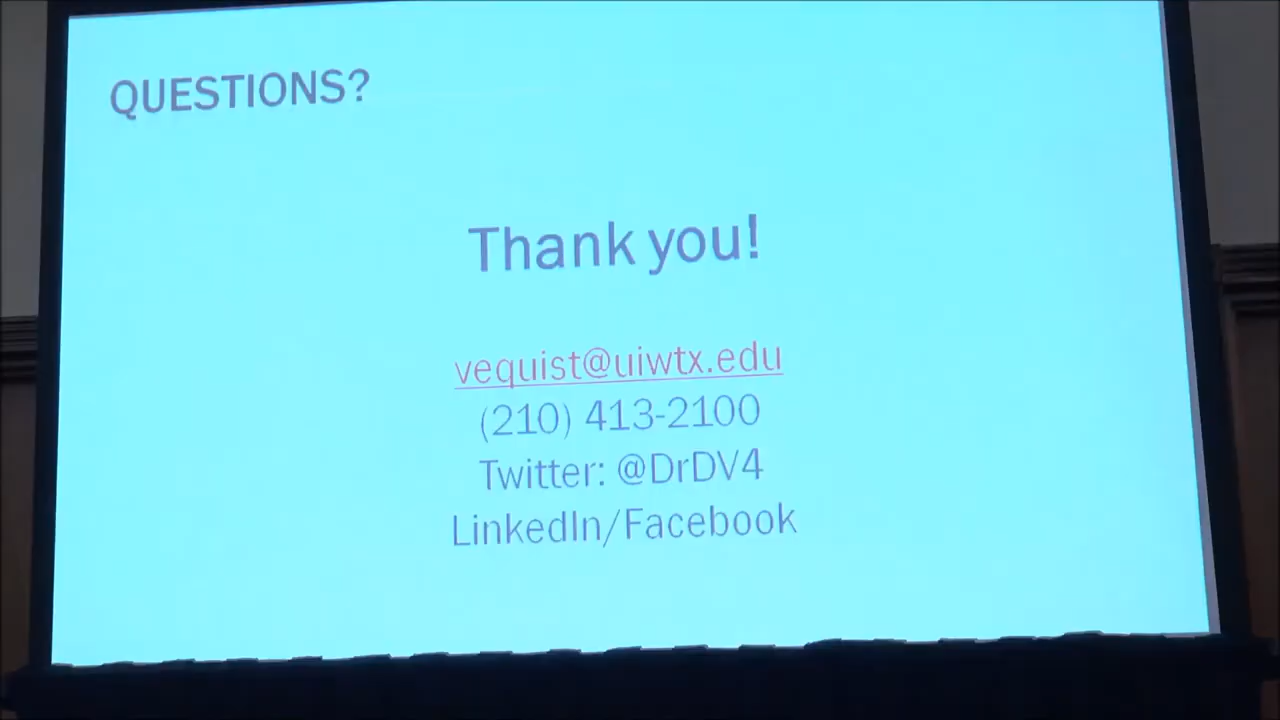 QUESTIONS?
Thank you!
vequist@uiwtx.edu
(210) 413-2100
Twitter: @DrDV4
LinkedIn/Facebook